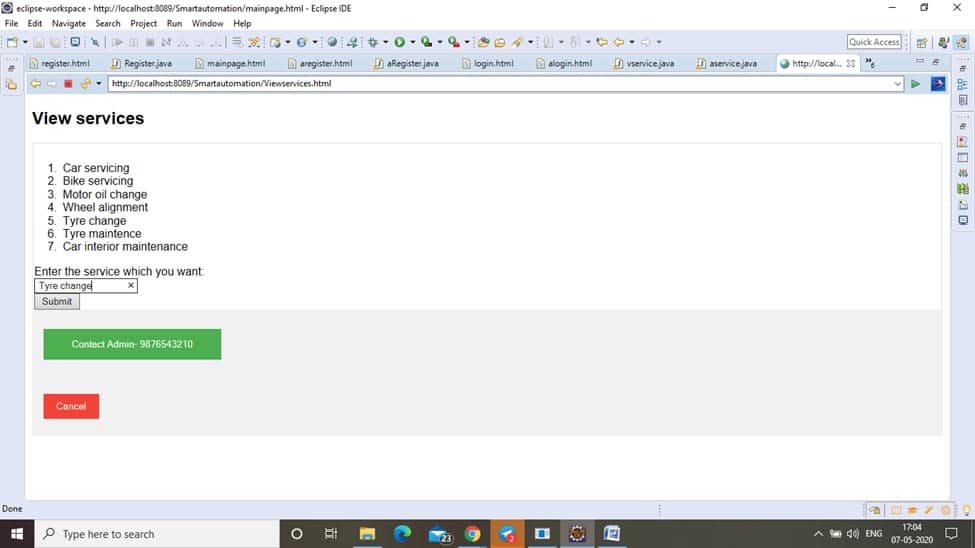 eclipse-workspace - http://localhost:8089/Smartautomation/mainpage.html - Eclipse IDE
File Edit Navigate Search Project Run Window Help
Quick Access
register.html Register.java mainpage.html aregister.html aRegister.java login.html alogin.html vservice.java aservice.java http://local... »6
http://localhost:8089/Smartautomation/Viewservices.html
View services
1. Car servicing
2. Bike servicing
3. Motor oil change
4. Wheel alignment
5. Tyre change
6. Tyre maintence
7. Car interior maintenance
Enter the service which you want:
Tyre change
Submit
Contact Admin- 9876543210
Cancel
Done
Type here to search
23
2
ENG
17:04
07-05-2020